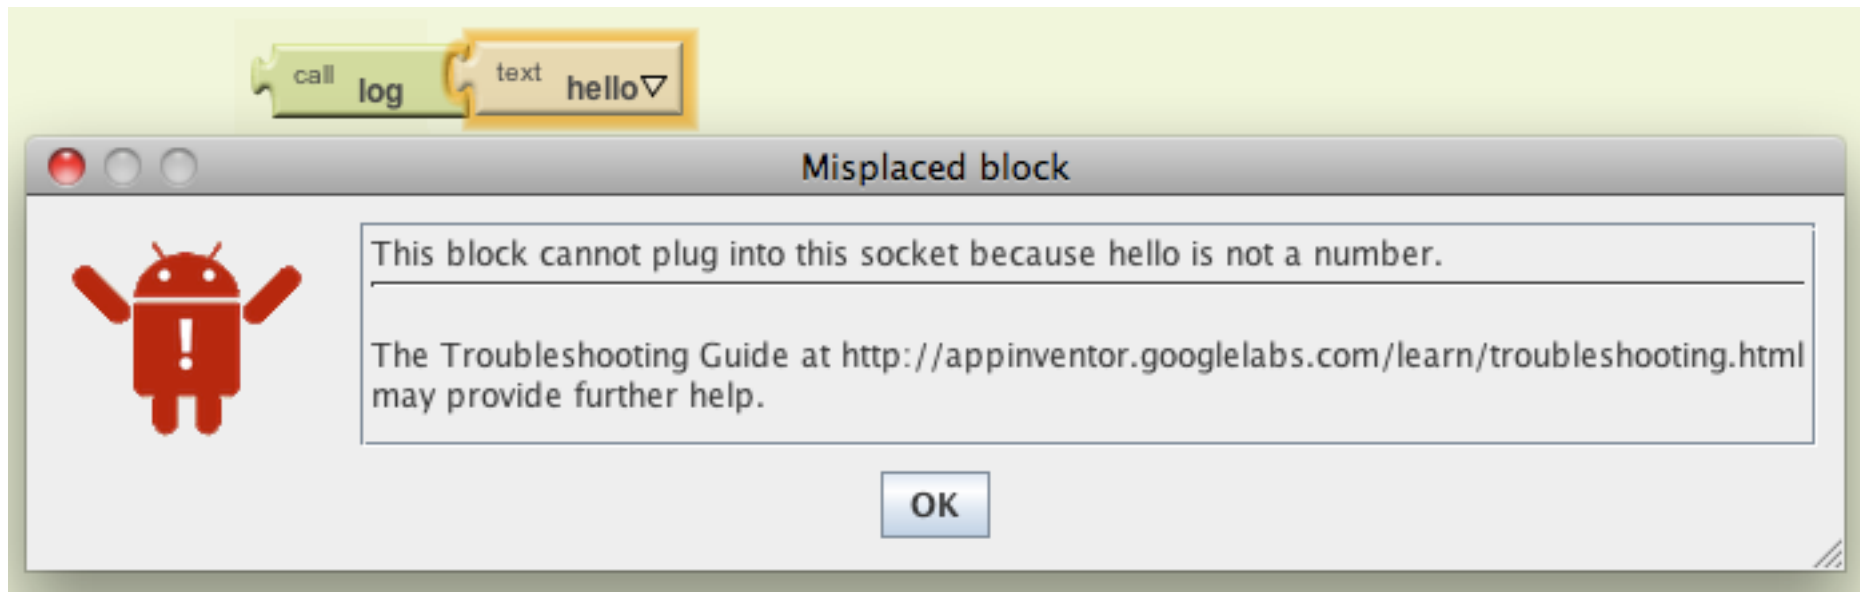 call log text hello
Misplaced block
This block cannot plug into this socket because hello is not a number.
!
The Troubleshooting Guide at http://appinventor.googlelabs.com/learn/troubleshooting.html
may provide further help.
OK